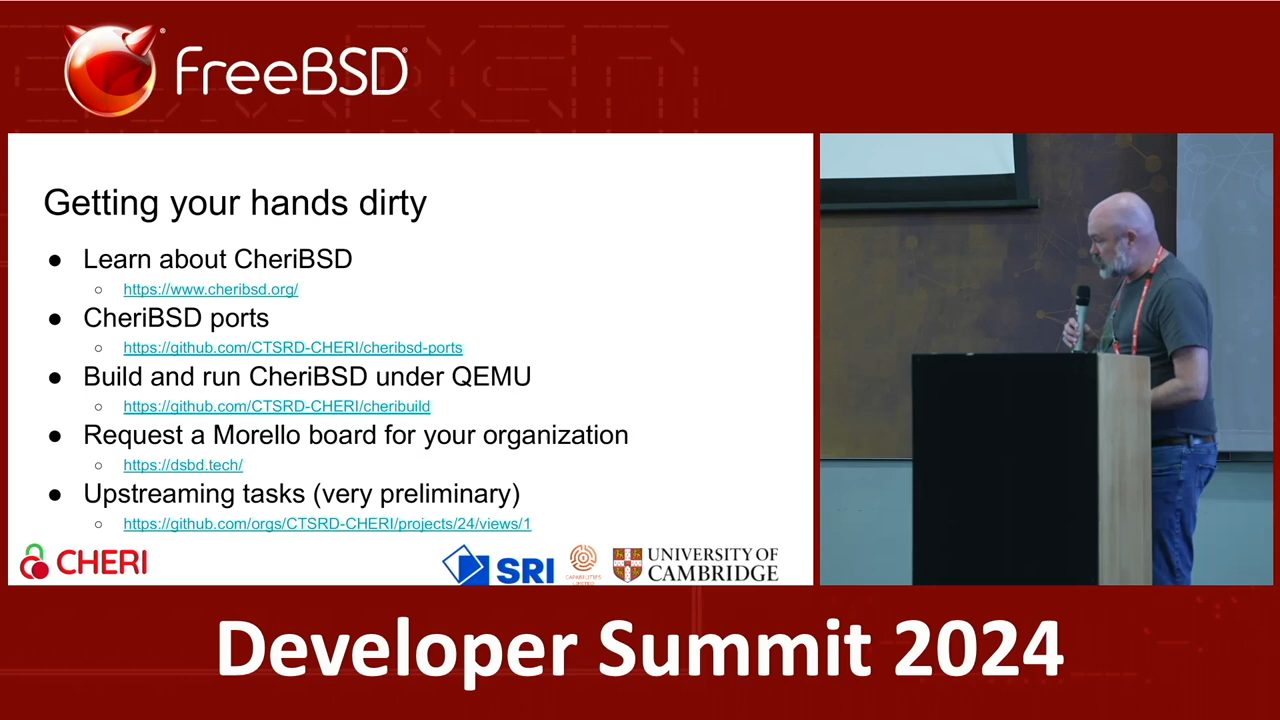 FreeBSD®
Getting your hands dirty
● Learn about CheriBSD
○ https://www.cheribsd.org/
● CheriBSD ports
○ https://github.com/CTSRD-CHERI/cheribsd-ports
● Build and run CheriBSD under QEMU
○ https://github.com/CTSRD-CHERI/cheribuild
● Request a Morello board for your organization
○ https://dsbd.tech/
● Upstreaming tasks (very preliminary)
○ https://github.com/orgs/CTSRD-CHERI/projects/24/views/1
CHERI
SRI
CAPABILITIES
LIMITED
UNIVERSITY OF
CAMBRIDGE
Developer Summit 2024